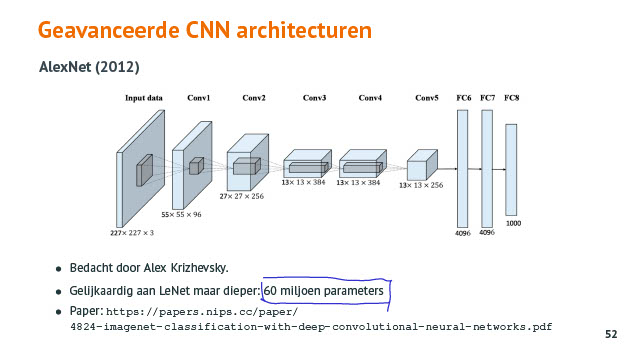 Geavanceerde CNN architecturen
AlexNet (2012)
Input data Conv1 Conv2 Conv3 Conv4 Conv5 FC6 FC7 FC8
227× 227 × 3
55× 55 × 96
27× 27 × 256
13× 13 × 384
13× 13 × 384
13× 13 × 256
4096
4096
1000
• Bedacht door Alex Krizhevsky.
• Gelijkaardig aan LeNet maar dieper: 60 miljoen parameters
• Paper: https://papers.nips.cc/paper/
4824-imagenet-classification-with-deep-convolutional-neural-networks.pdf
52